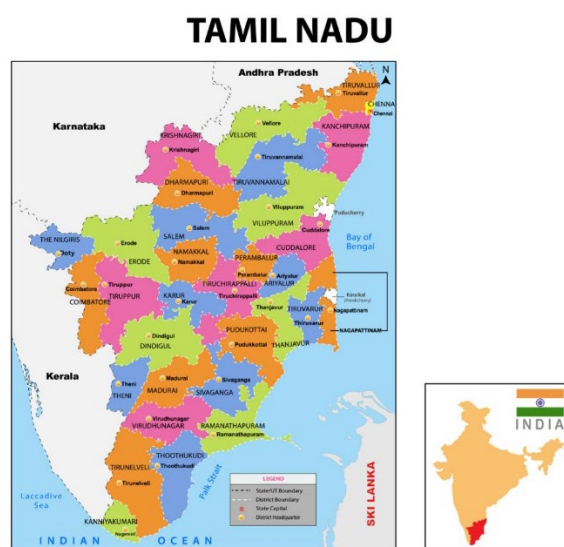 TAMIL NADU
Andhra Pradesh
N
TIRUVALLUR
Tiruvallur
CHENNAI
Chennai
Karnataka
KRISHNAGIRI
Krishnagiri
VELLORE
Vellore
KANCHIPURAM
Kanchipuram
TIRUVANNAMALAI
Tiruvannamalai
DHARMAPURI
Dharmapuri
VILUPPURAM
Viluppuram
Puducherry
Bay of
Bengal
THE NILGIRIS
Ooty
ERODE
Erode
SALEM
Salem
CUDDALORE
Cuddalore
NAMAKKAL
Namakkal
PERAMBALUR
Perambalur
ARIYALUR
Ariyalur
COIMBATORE
Coimbatore
TIRUPPUR
Tiruppur
KARUR
Karur
TIRUCHIRAPPALLI
Tiruchirappalli
Thanjavur
THANJAVUR
TIRUVARUR
Thiruvarur
Karaikal
(Pondicherry)
Nagapattinam
NAGAPATTINAM
DINDIGUL
Dindigul
PUDUKOTTAI
Pudukkottai
Kerala
THENI
Theni
MADURAI
Madurai
SIVAGANGA
Sivaganga
VIRUDHUNAGAR
Virudhunagar
RAMANATHAPURAM
Ramanathapuram
TIRUNELVELI
Tirunelveli
THOOTHUKUDI
Thoothukudi
Palk Strait
KANNIYAKUMARI
Nagercoil
Laccadive
Sea
INDIAN OCEAN
SKI LANKA
LEGEND
State/UT Boundary
District Boundary
State Capital
District Headquarter
INDIA